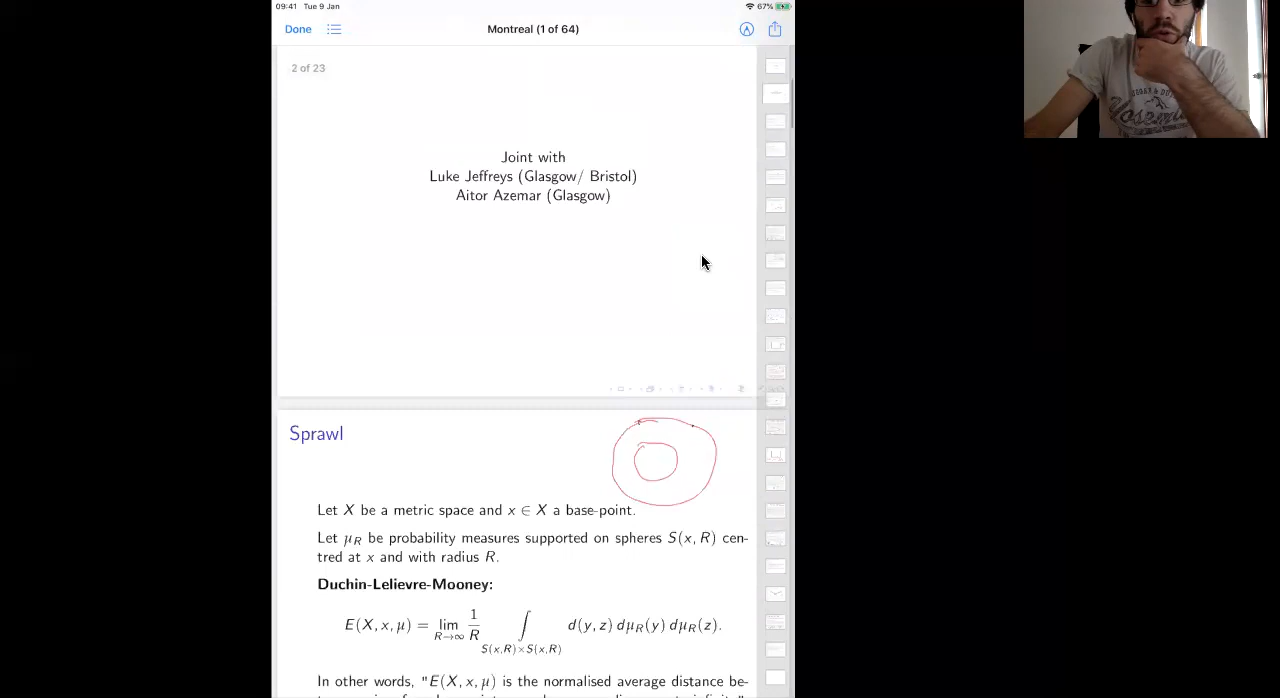 09:41 Tue 9 Jan
67%
Done
Montreal (1 of 64)
2 of 23
Joint with
Luke Jeffreys (Glasgow/ Bristol)
Aitor Azemar (Glasgow)
Sprawl
Let X be a metric space and x ∈ X a base-point.
Let μ_R be probability measures supported on spheres S(x, R) cen-
tred at x and with radius R.
Duchin-Lelievre-Mooney:
E(X, x, μ) = lim_{R→∞} 1/R ∫_{S(x,R)×S(x,R)} d(y, z) dμ_R(y) dμ_R(z).
In other words, "E(X, x, μ) is the normalised average distance be-
Yosemi